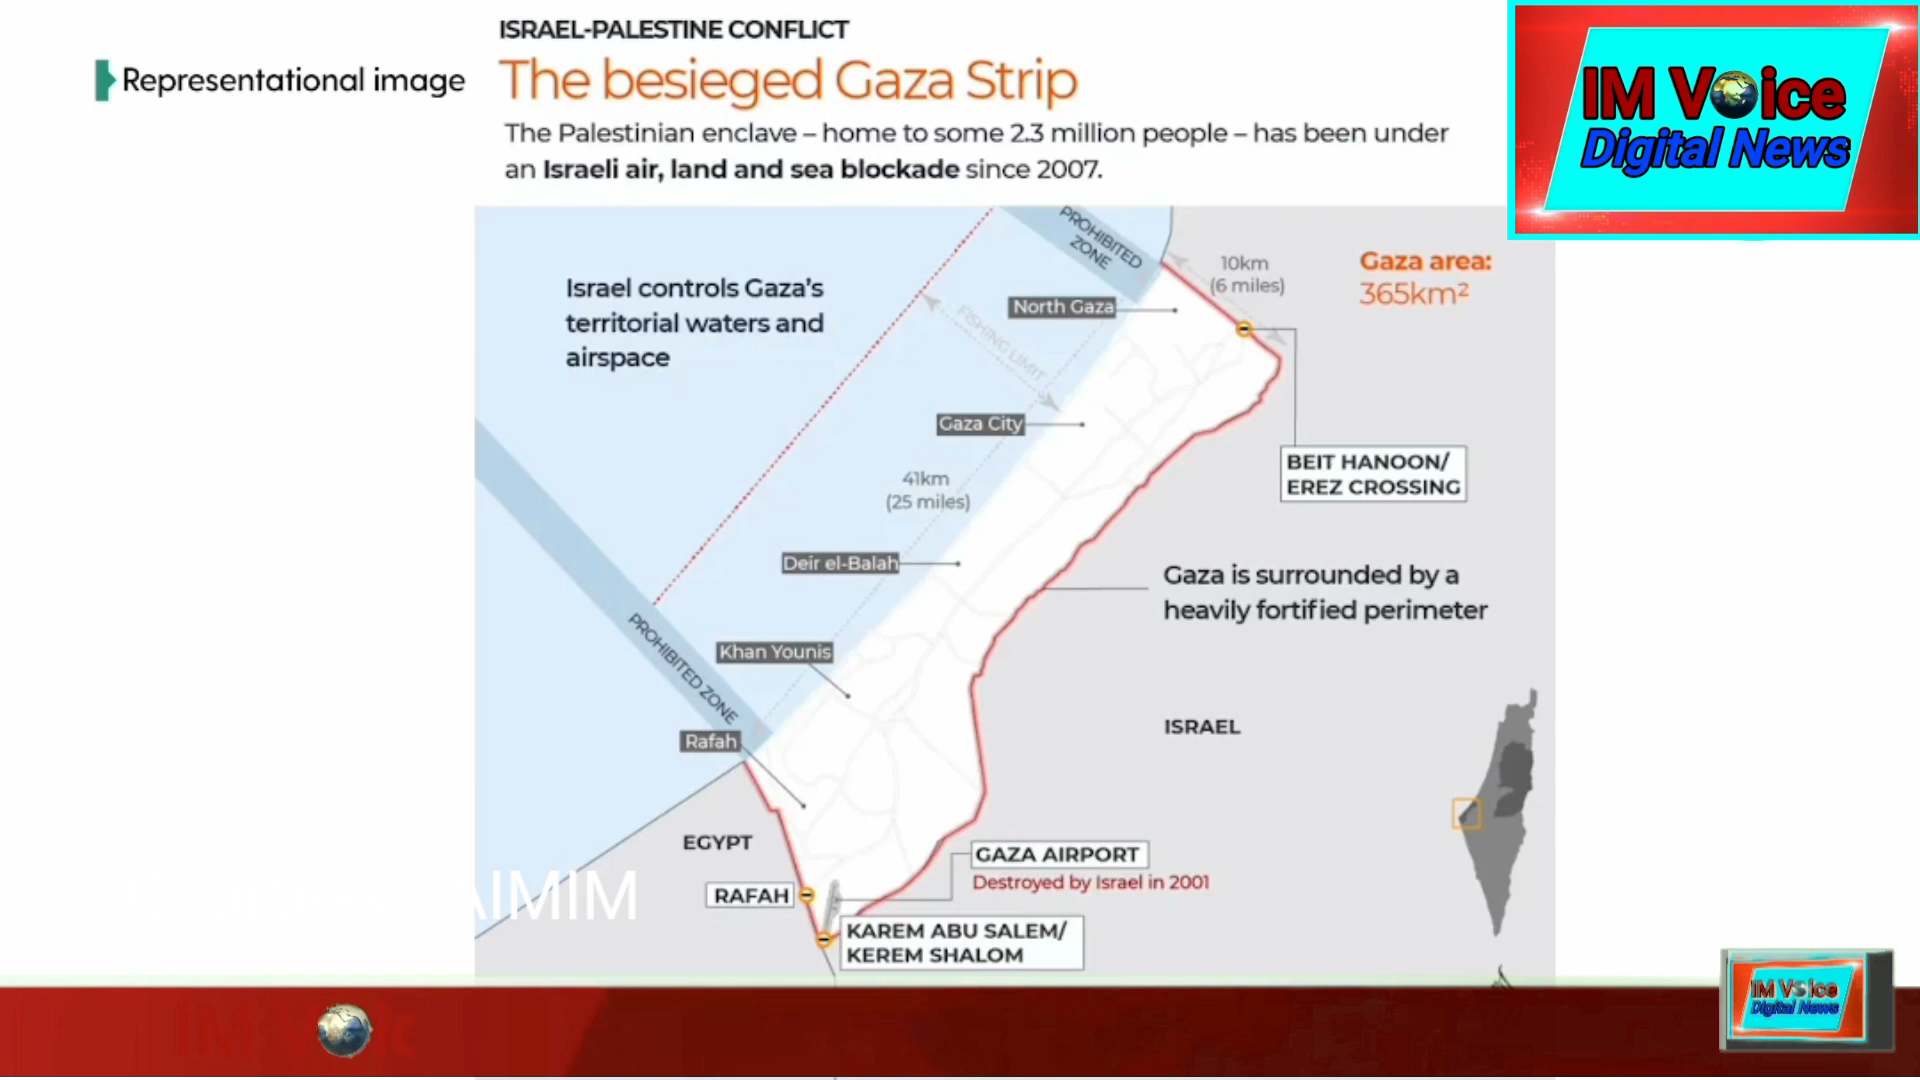 ISRAEL-PALESTINE CONFLICT
Representational image
The besieged Gaza Strip
The Palestinian enclave – home to some 2.3 million people – has been under
an Israeli air, land and sea blockade since 2007.
IM Voice
Digital News
PROHIBITED
ZONE
10km
(6 miles)
Gaza area:
365km²
Israel controls Gaza's
territorial waters and
airspace
North Gaza
FISHING LIMIT
Gaza City
BEIT HANOON/
EREZ CROSSING
41km
(25 miles)
Deir el-Balah
Gaza is surrounded by a
heavily fortified perimeter
PROHIBITED ZONE
Khan Younis
Rafah
ISRAEL
EGYPT
GAZA AIRPORT
Destroyed by Israel in 2001
RAFAH
Courtesy - AIMIM
KAREM ABU SALEM/
KEREM SHALOM
IM Voice
Digital News